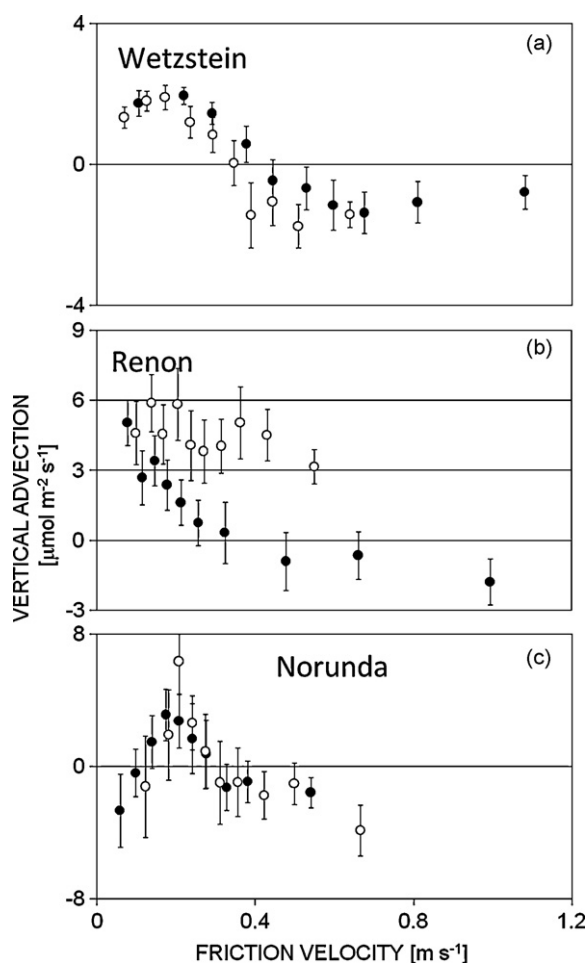 4
Wetzstein
(a)
0
-4
9
Renon
(b)
6
3
0
-3
VERTICAL ADVECTION
[µmol m-2 s-1]
8
Norunda
(c)
0
-8
0 0.4 0.8 1.2
FRICTION VELOCITY [m s-1]